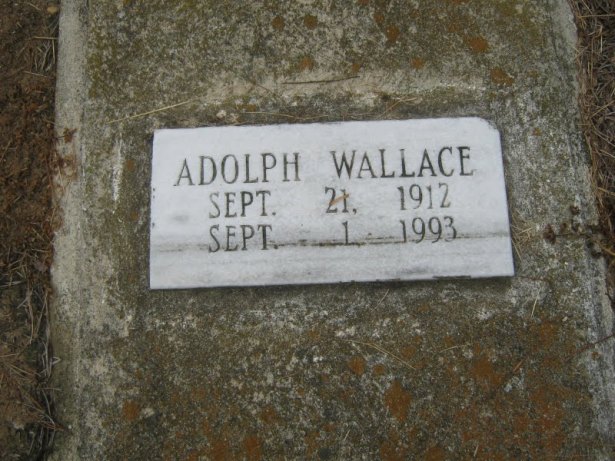 ADOLPH WALLACE
SEPT. 21, 1912
SEPT. 1 1993